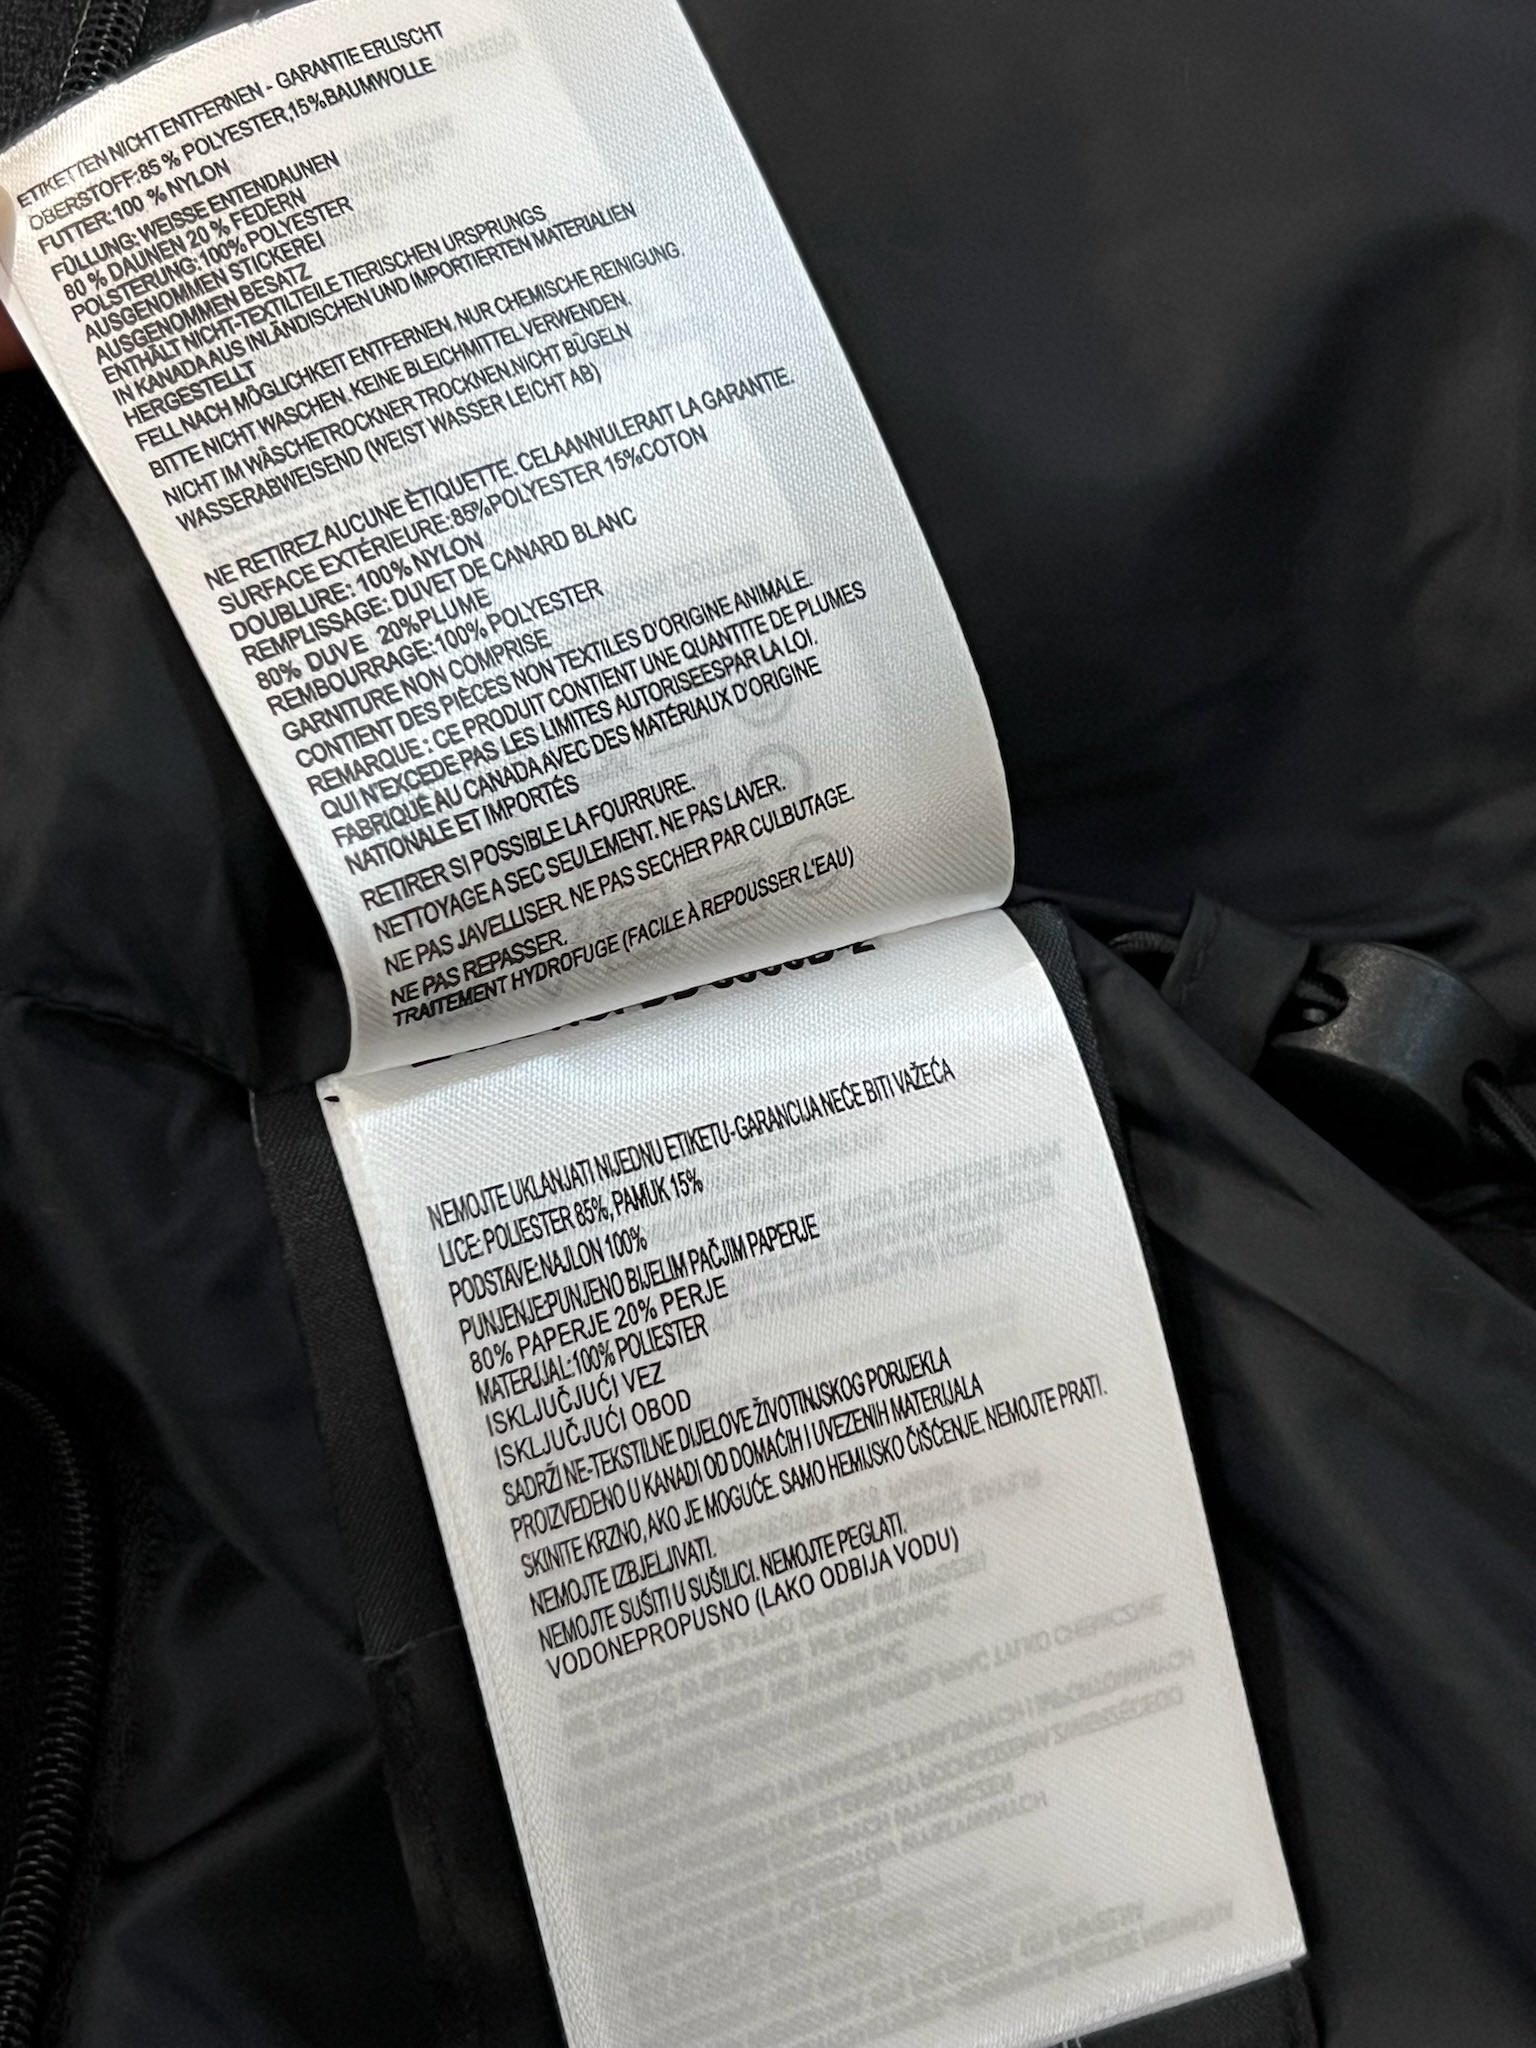 ETIKETTEN NICHT ENTFERNEN - GARANTIE ERLISCHT
OBERSTOFF:85 % POLYESTER,15%BAUMWOLLE
FUTTER:100 % NYLON
FÜLLUNG: WEISSE ENTENDAUNEN
80 % DAUNEN 20 % FEDERN
POLSTERUNG:100% POLYESTER
AUSGENOMMEN STICKEREI
AUSGENOMMEN BESATZ
ENTHÄLT NICHT-TEXTILTEILE TIERISCHEN URSPRUNGS
IN KANADA AUS INLÄNDISCHEN UND IMPORTIERTEN MATERIALIEN
HERGESTELLT
FELL NACH MÖGLICHKEIT ENTFERNEN. NUR CHEMISCHE REINIGUNG.
BITTE NICHT WASCHEN. KEINE BLEICHMITTEL VERWENDEN.
NICHT IM WÄSCHETROCKNER TROCKNEN.NICHT BÜGELN
WASSERABWEISEND (WEIST WASSER LEICHT AB)
NE RETIREZ AUCUNE ÈTIQUETTE. CELAANNULERAIT LA GARANTIE.
SURFACE EXTÉRIEURE:85%POLYESTER 15%COTON
DOUBLURE: 100% NYLON
REMPLISSAGE: DUVET DE CANARD BLANC
80% DUVE 20%PLUME
REMBOURRAGE:100% POLYESTER
GARNITURE NON COMPRISE
CONTIENT DES PIÈCES NON TEXTILES D'ORIGINE ANIMALE.
REMARQUE : CE PRODUIT CONTIENT UNE QUANTITE DE PLUMES
QUI N'EXCEDE PAS LES LIMITES AUTORISEESPAR LA LOI.
FABRIQUÉ AU CANADA AVEC DES MATÉRIAUX D'ORIGINE
NATIONALE ET IMPORTÉS
RETIRER SI POSSIBLE LA FOURRURE.
NETTOYAGE A SEC SEULEMENT. NE PAS LAVER.
NE PAS JAVELLISER. NE PAS SECHER PAR CULBUTAGE.
NE PAS REPASSER.
TRAITEMENT HYDROFUGE (FACILE À REPOUSSER L'EAU)
NEMOJTE UKLANJATI NIJEDNU ETIKETU-GARANCIJA NEĆE BITI VAŽEĆA
LICE: POLIESTER 85%, PAMUK 15%
PODSTAVE:NAJLON 100%
PUNJENJE:PUNJENO BIJELIM PAČJIM PAPERJE
80% PAPERJE 20% PERJE
MATERIJAL:100% POLIESTER
ISKLJUČUJUĆI VEZ
ISKLJUČUJUĆI OBOD
SADRŽI NE-TEKSTILNE DIJELOVE ŽIVOTINJSKOG PORIJEKLA
PROIZVEDENO U KANADI OD DOMAĆIH I UVEZENIH MATERIJALA
SKINITE KRZNO, AKO JE MOGUĆE. SAMO HEMIJSKO ČIŠĆENJE. NEMOJTE PRATI.
NEMOJTE IZBJELJIVATI.
NEMOJTE SUŠITI U SUŠILICI. NEMOJTE PEGLATI.
VODONEPROPUSNO (LAKO ODBIJA VODU)